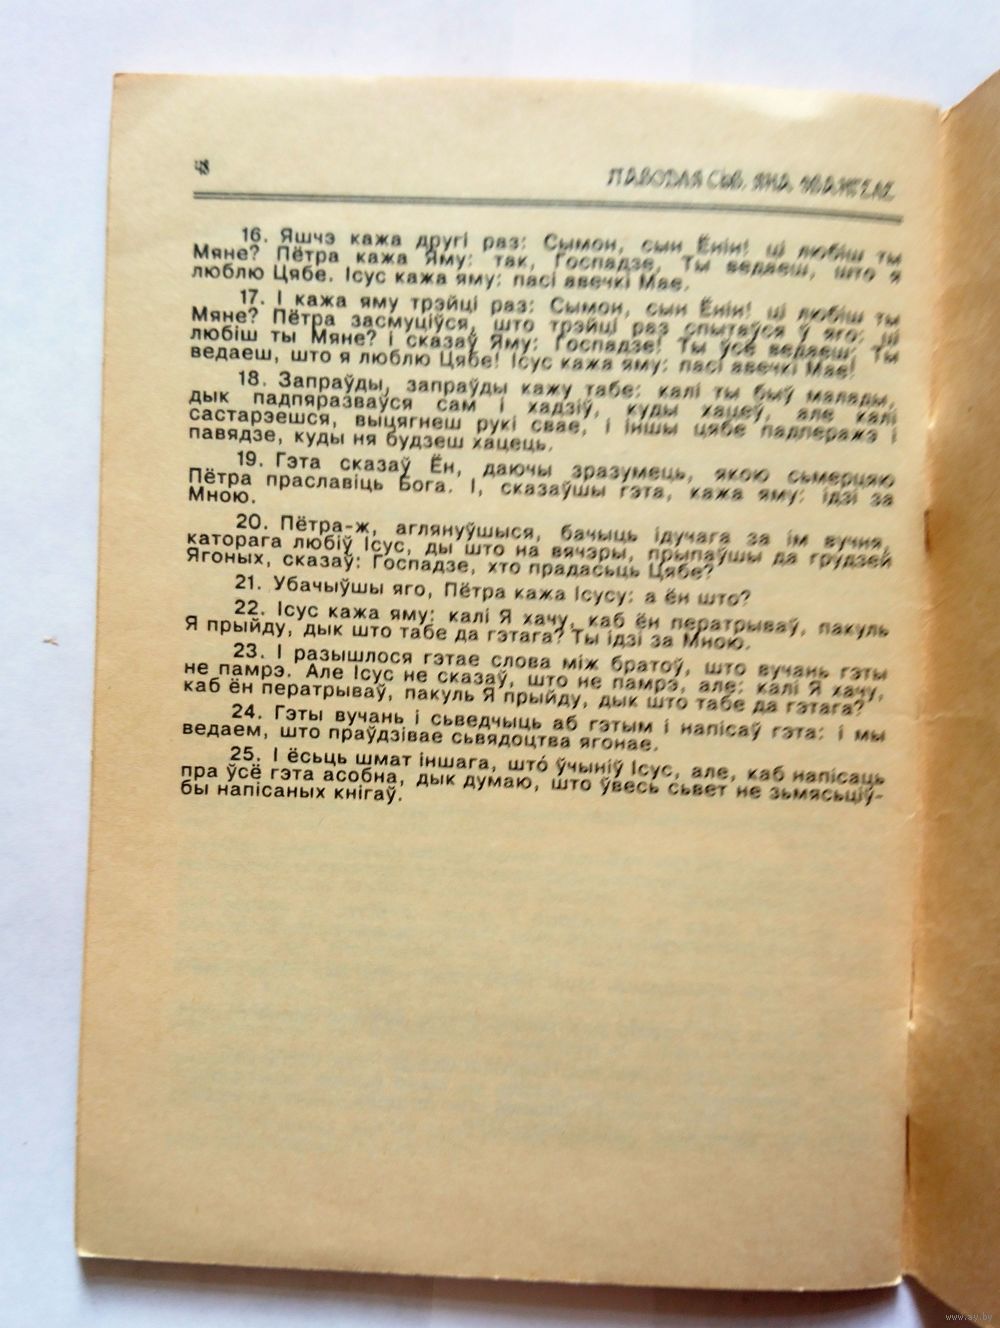 48
ПАВОДЛЯ СЬВ. ЯНА
16. Яшчэ кажа другі раз: Сымон, сын Ёнін! ці любіш ты
Мяне? Пётра кажа Яму: так, Госпадзе, Ты ведаеш, што я
люблю Цябе. Ісус кажа яму: пасі авечкі Мае.
17. І кажа яму трэйці раз: Сымон, сын Ёнін! ці любіш ты
Мяне? Пётра засмуціўся, што трэйці раз спытаўся ў яго: ці
любіш ты Мяне? і сказаў Яму: Госпадзе! Ты ўсё ведаеш; Ты
ведаеш, што я люблю Цябе! Ісус кажа яму: пасі авечкі Мае!
18. Запраўды, запраўды кажу табе: калі ты быў малады,
дык падпяразваўся сам і хадзіў, куды хацеў, але калі
састарэешся, выцягнеш рукі свае, і іншы цябе падперажэ і
павядзе, куды ня будзеш хацець.
19. Гэта сказаў Ён, даючы зразумець, якою сьмерцяю
Пётра праславіць Бога. І, сказаўшы гэта, кажа яму: ідзі за
Мною.
20. Пётра-ж, аглянуўшыся, бачыць ідучага за ім вучня,
каторага любіў Ісус, ды што на вячэры, прыпаўшы да грудзей
Ягоных, сказаў: Госпадзе, хто прадасьць Цябе?
21. Убачыўшы яго, Пётра кажа Ісусу: а ён што?
22. Ісус кажа яму: калі Я хачу, каб ён ператрываў, пакуль
Я прыйду, дык што табе да гэтага? Ты ідзі за Мною.
23. І разышлося гэтае слова між братоў, што вучань гэты
не памрэ. Але Ісус не сказаў, што не памрэ, але: калі Я хачу,
каб ён ператрываў, пакуль Я прыйду, дык што табе да гэтага?
24. Гэты вучань і сьведчыць аб гэтым і напісаў гэта: і мы
ведаем, што праўдзівае сьвядоцтва ягонае.
25. І ёсьць шмат іншага, што́ ўчыніў Ісус, але, каб напісаць
пра ўсё гэта асобна, дык думаю, што ўвесь сьвет не зьмясьціў-
бы напісаных кнігаў.
www.ay.by